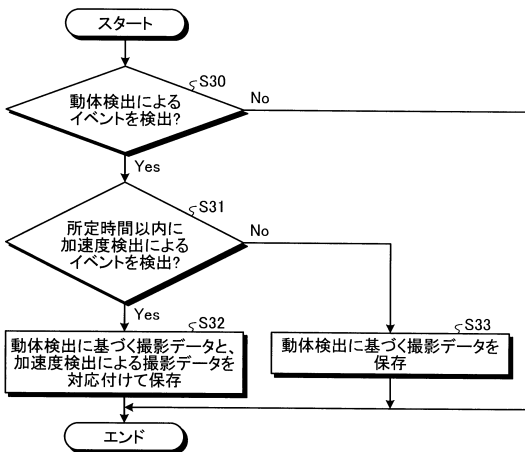 スタート
S30
動体検出による
イベントを検出?
No
Yes
S31
所定時間以内に
加速度検出による
イベントを検出?
No
Yes
S32
動体検出に基づく撮影データと、
加速度検出による撮影データを
対応付けて保存
S33
動体検出に基づく撮影データを
保存
エンド